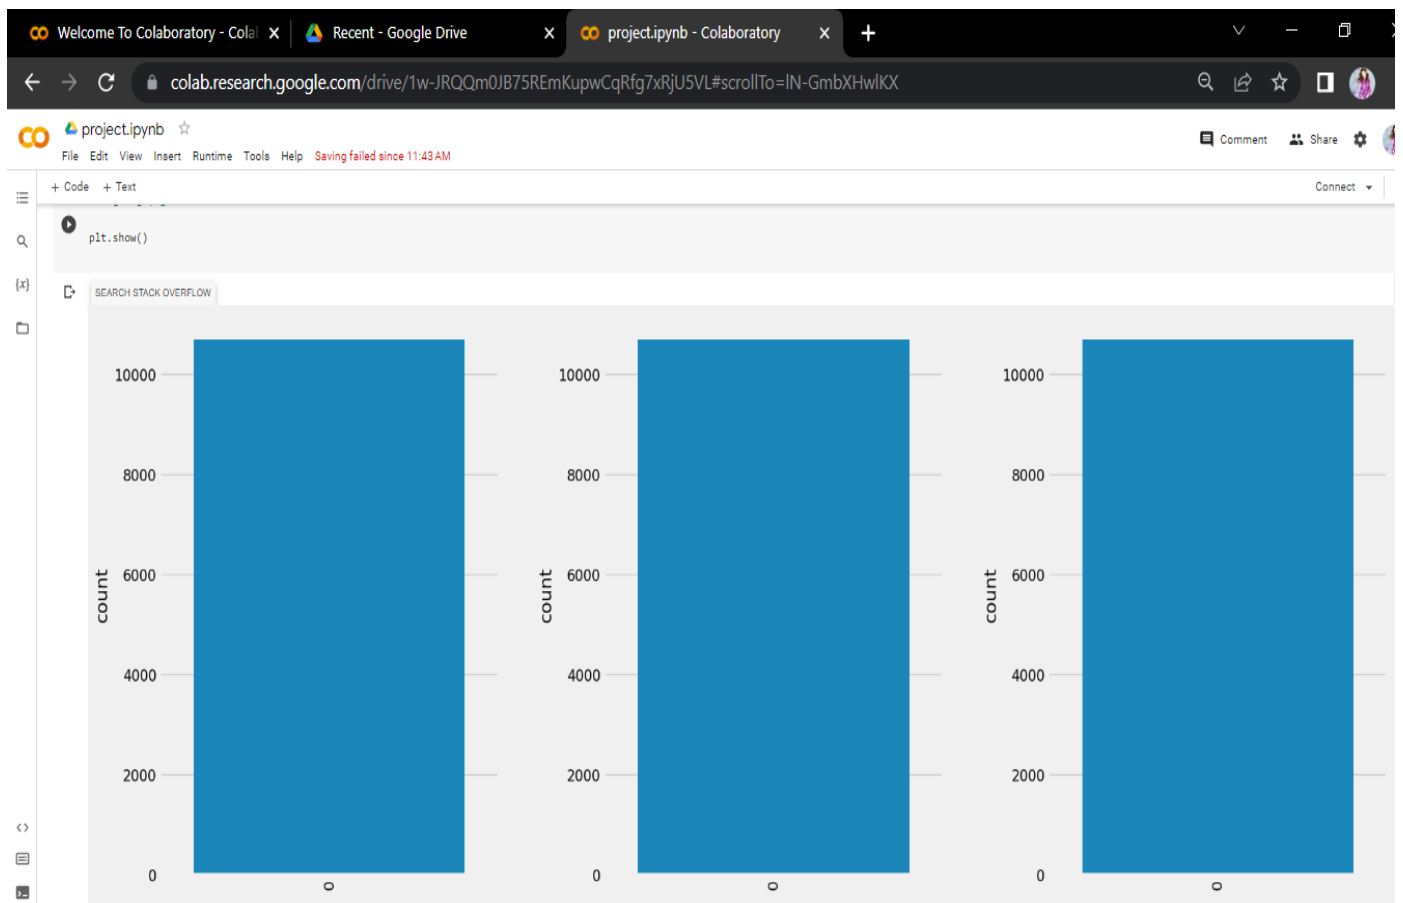 Welcome To Colaboratory - Cola
Recent - Google Drive
project.ipynb - Colaboratory
colab.research.google.com/drive/1w-JRQQm0JB75REmKupwCqRfg7xRjU5VL#scrollTo=lN-GmbXHwlKX
project.ipynb
File Edit View Insert Runtime Tools Help Saving failed since 11:43 AM
Comment Share
+ Code + Text
Connect
plt.show()
{x}
SEARCH STACK OVERFLOW
10000 10000 10000
8000 8000 8000
6000 6000 6000
count count count
4000 4000 4000
2000 2000 2000
0 0 0
0 0 0